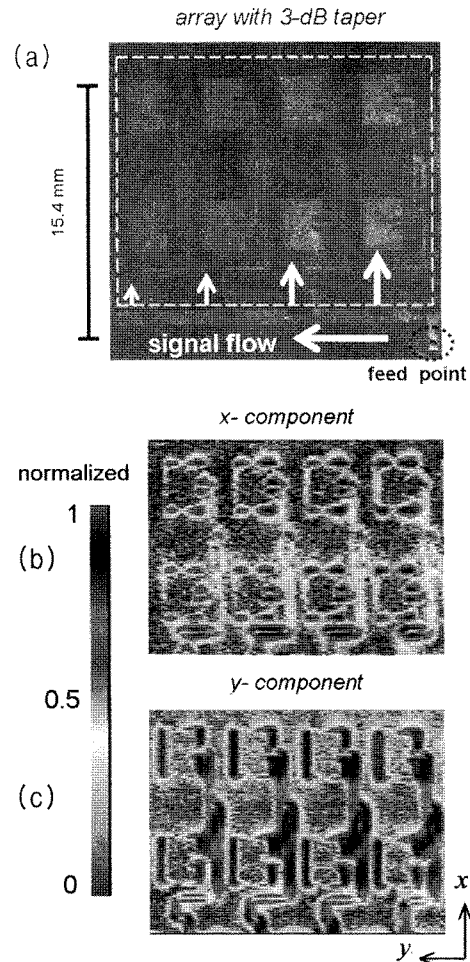 array with 3-dB taper
(a)
15.4 mm
signal flow
feed point
x- component
normalized
1
(b)
0.5
y- component
(c)
0
x
y